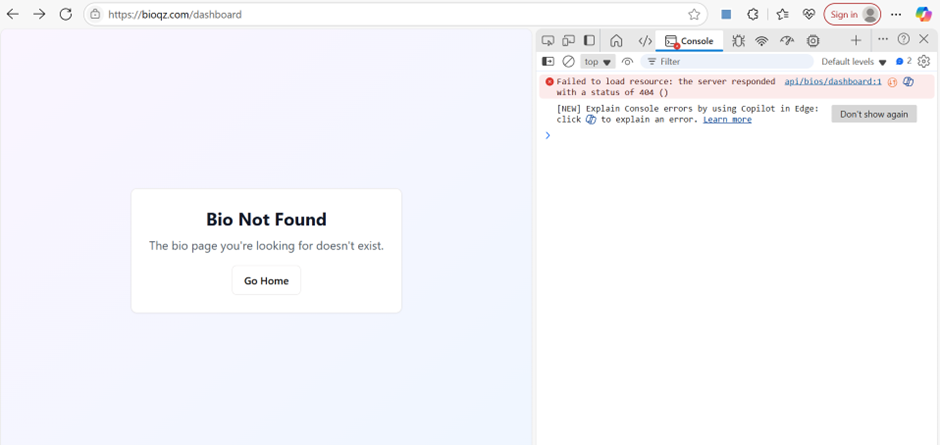 https://bioqz.com/dashboard
Sign in
Console
top
Filter
Default levels
2
Failed to load resource: the server responded api/bios/dashboard:1
with a status of 404 ()
[NEW] Explain Console errors by using Copilot in Edge:
click to explain an error. Learn more
Don't show again
Bio Not Found
The bio page you're looking for doesn't exist.
Go Home